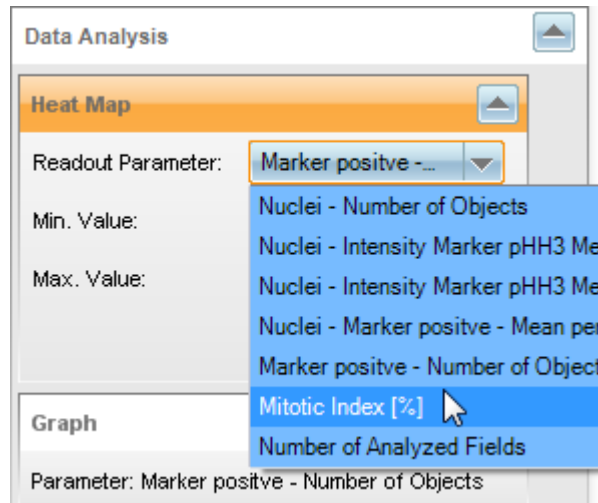 Data Analysis
Heat Map
Readout Parameter: Marker positve -...
Min. Value:
Max. Value:
Nuclei - Number of Objects
Nuclei - Intensity Marker pHH3 Me
Nuclei - Intensity Marker pHH3 Me
Nuclei - Marker positve - Mean per
Marker positve - Number of Object
Mitotic Index [%]
Number of Analyzed Fields
Graph
Parameter: Marker positve - Number of Objects